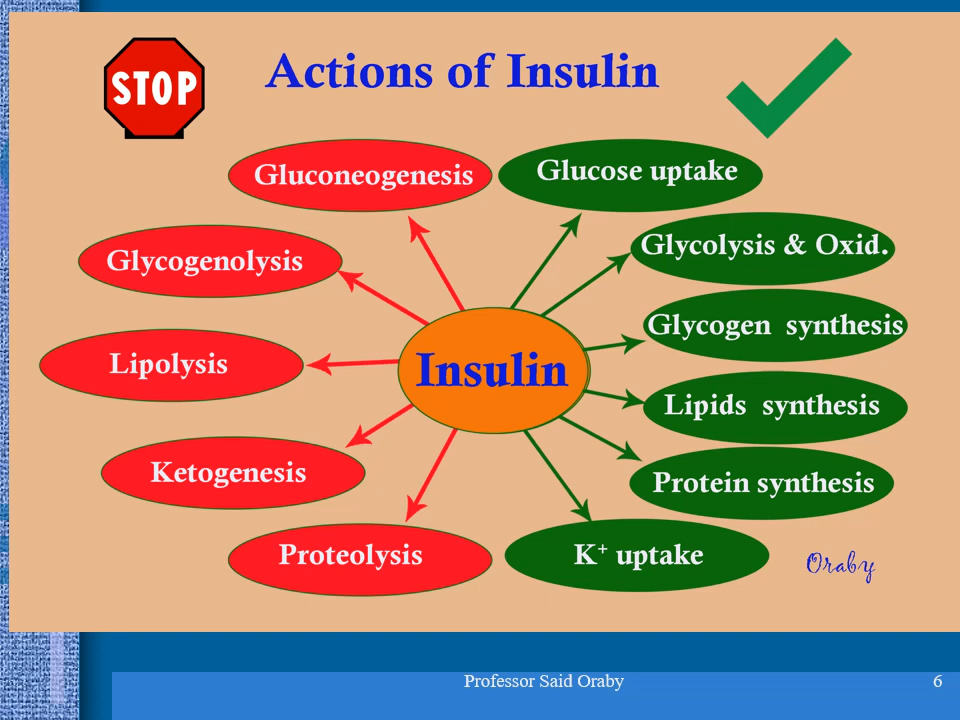 STOP
Actions of Insulin
Gluconeogenesis
Glucose uptake
Glycogenolysis
Glycolysis & Oxid.
Glycogen synthesis
Lipolysis
Insulin
Lipids synthesis
Ketogenesis
Protein synthesis
Proteolysis
K⁺ uptake
Oraby
Professor Said Oraby
6